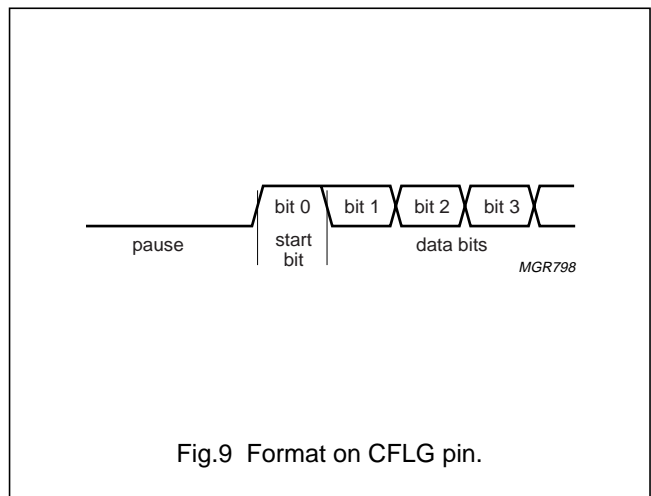 bit 0 bit 1 bit 2 bit 3
pause start bit data bits
MGR798
Fig.9 Format on CFLG pin.